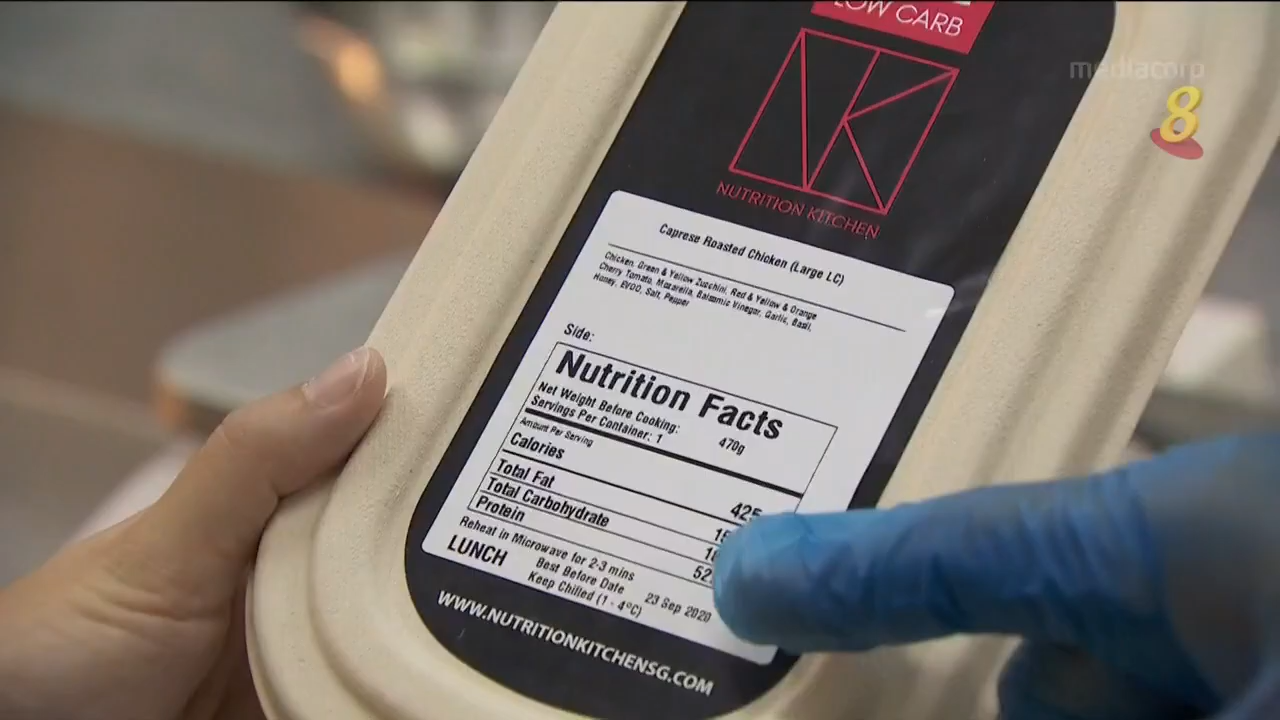 LOW CARB
mediacorp
8
NUTRITION KITCHEN
Caprese Roasted Chicken (Large LC)
Chicken, Green & Yellow Zucchini, Red & Yellow & Orange
Cherry Tomato, Mozarella, Balsamic Vinegar, Garlic, Basil,
Honey, EVOO, Salt, Pepper
Side:
Nutrition Facts
Net Weight Before Cooking: 470g
Servings Per Container: 1
Amount Per Serving
Calories 425
Total Fat
Total Carbohydrate
Protein 52
Reheat in Microwave for 2-3 mins
LUNCH Best Before Date 23 Sep 2020
Keep Chilled (1 - 4°C)
WWW.NUTRITIONKITCHENSG.COM